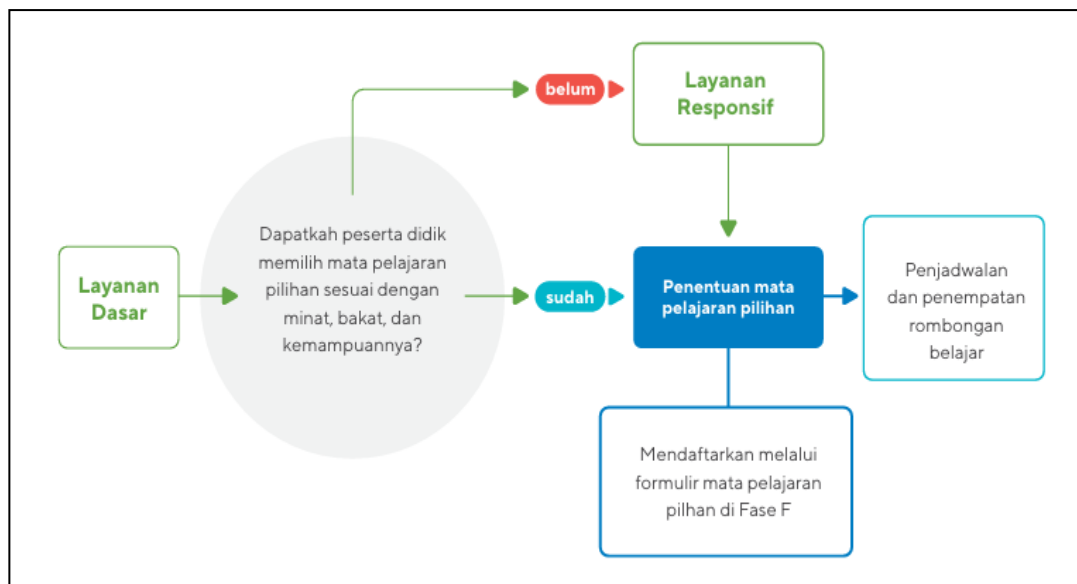 belum
Layanan
Responsif
Layanan
Dasar
Dapatkah peserta didik
memilih mata pelajaran
pilihan sesuai dengan
minat, bakat, dan
kemampuannya?
sudah
Penentuan mata
pelajaran pilihan
Penjadwalan
dan penempatan
rombongan
belajar
Mendaftarkan melalui
formulir mata pelajaran
pilhan di Fase F